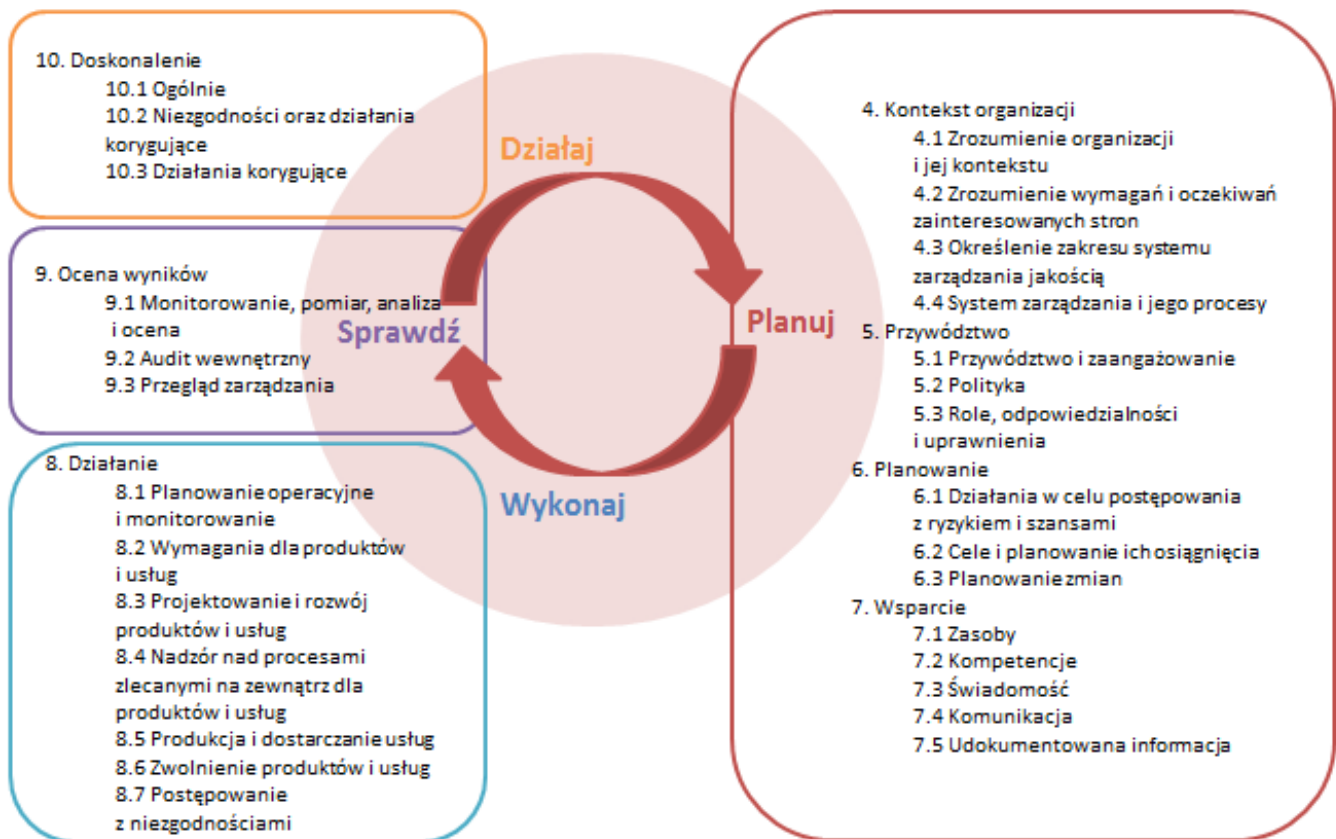 10. Doskonalenie
10.1 Ogólnie
10.2 Niezgodności oraz działania
korygujące
10.3 Działania korygujące
9. Ocena wyników
9.1 Monitorowanie, pomiar, analiza
i ocena
9.2 Audit wewnętrzny
9.3 Przegląd zarządzania
8. Działanie
8.1 Planowanie operacyjne
i monitorowanie
8.2 Wymagania dla produktów
i usług
8.3 Projektowanie i rozwój
produktów i usług
8.4 Nadzór nad procesami
zlecanymi na zewnątrz dla
produktów i usług
8.5 Produkcja i dostarczanie usług
8.6 Zwolnienie produktów i usług
8.7 Postępowanie
z niezgodnościami
Działaj
Sprawdź
Planuj
Wykonaj
4. Kontekst organizacji
4.1 Zrozumienie organizacji
i jej kontekstu
4.2 Zrozumienie wymagań i oczekiwań
zainteresowanych stron
4.3 Określenie zakresu systemu
zarządzania jakością
4.4 System zarządzania i jego procesy
5. Przywództwo
5.1 Przywództwo i zaangażowanie
5.2 Polityka
5.3 Role, odpowiedzialności
i uprawnienia
6. Planowanie
6.1 Działania w celu postępowania
z ryzykiem i szansami
6.2 Cele i planowanie ich osiągnięcia
6.3 Planowanie zmian
7. Wsparcie
7.1 Zasoby
7.2 Kompetencje
7.3 Świadomość
7.4 Komunikacja
7.5 Udokumentowana informacja